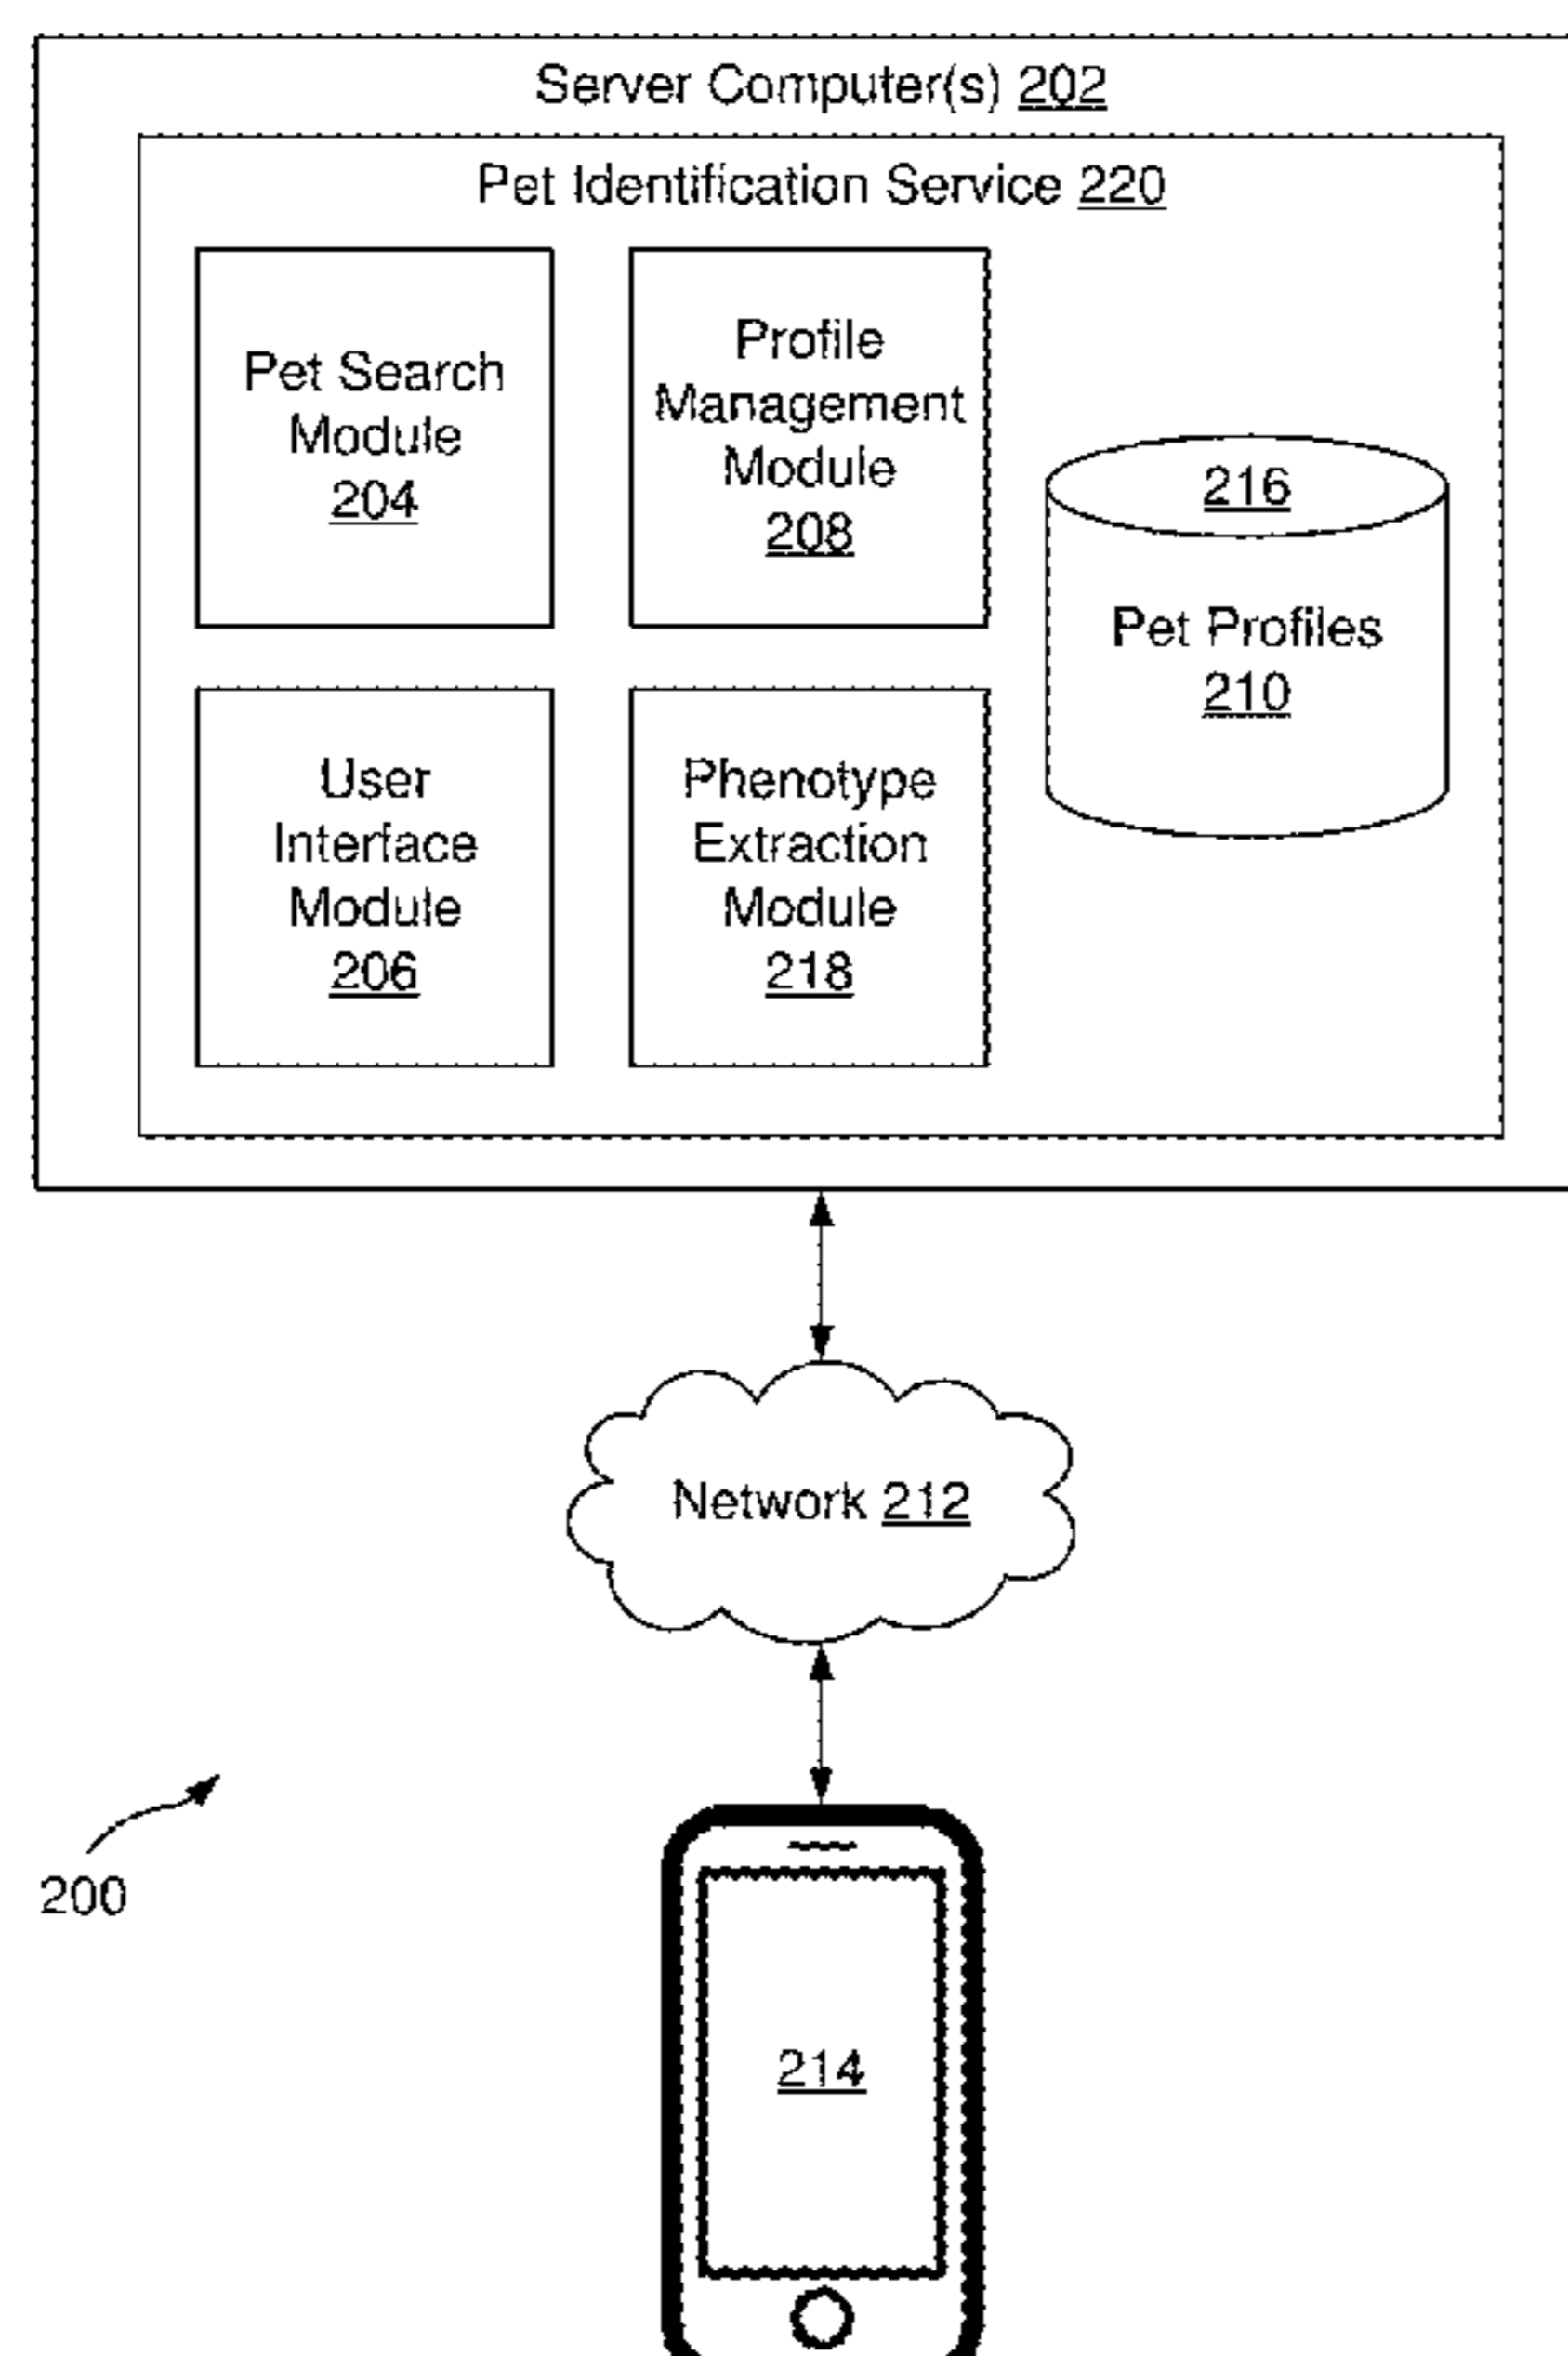 Server Computer(s) 202
Pet Identification Service 220
Pet Search
Module
204
Profile
Management
Module
208
216
Pet Profiles
210
User
Interface
Module
206
Phenotype
Extraction
Module
218
Network 212
200
214